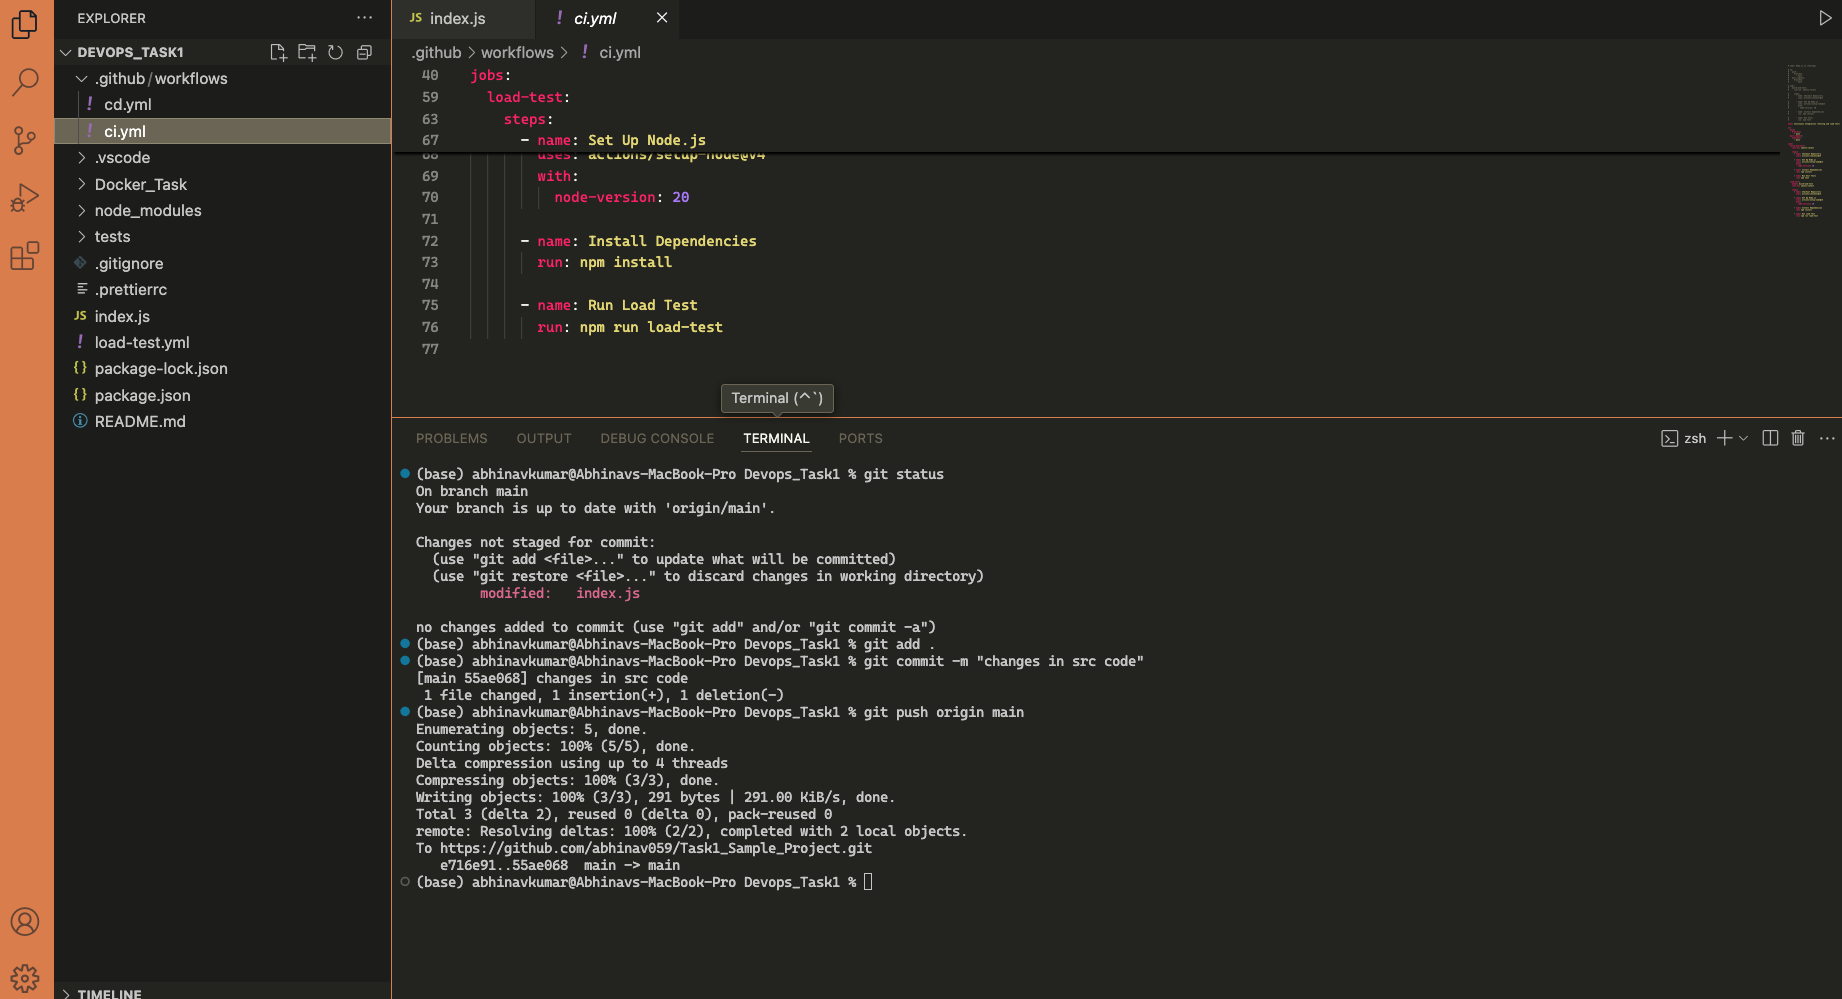 EXPLORER
DEVOPS_TASK1
.github / workflows
! cd.yml
! ci.yml
.vscode
Docker_Task
node_modules
tests
.gitignore
.prettierrc
JS index.js
! load-test.yml
{} package-lock.json
{} package.json
README.md
TIMELINE
JS index.js
! ci.yml
.github > workflows > ! ci.yml
40 jobs:
59 load-test:
63 steps:
67 - name: Set Up Node.js
68 uses: actions/setup-node@v4
69 with:
70 node-version: 20
71
72 - name: Install Dependencies
73 run: npm install
74
75 - name: Run Load Test
76 run: npm run load-test
77
Terminal (^`)
PROBLEMS OUTPUT DEBUG CONSOLE TERMINAL PORTS
zsh
(base) abhinavkumar@Abhinavs-MacBook-Pro Devops_Task1 % git status
On branch main
Your branch is up to date with 'origin/main'.
Changes not staged for commit:
(use "git add <file>..." to update what will be committed)
(use "git restore <file>..." to discard changes in working directory)
modified: index.js
no changes added to commit (use "git add" and/or "git commit -a")
(base) abhinavkumar@Abhinavs-MacBook-Pro Devops_Task1 % git add .
(base) abhinavkumar@Abhinavs-MacBook-Pro Devops_Task1 % git commit -m "changes in src code"
[main 55ae068] changes in src code
1 file changed, 1 insertion(+), 1 deletion(-)
(base) abhinavkumar@Abhinavs-MacBook-Pro Devops_Task1 % git push origin main
Enumerating objects: 5, done.
Counting objects: 100% (5/5), done.
Delta compression using up to 4 threads
Compressing objects: 100% (3/3), done.
Writing objects: 100% (3/3), 291 bytes | 291.00 KiB/s, done.
Total 3 (delta 2), reused 0 (delta 0), pack-reused 0
remote: Resolving deltas: 100% (2/2), completed with 2 local objects.
To https://github.com/abhinav059/Task1_Sample_Project.git
e716e91..55ae068 main -> main
(base) abhinavkumar@Abhinavs-MacBook-Pro Devops_Task1 %